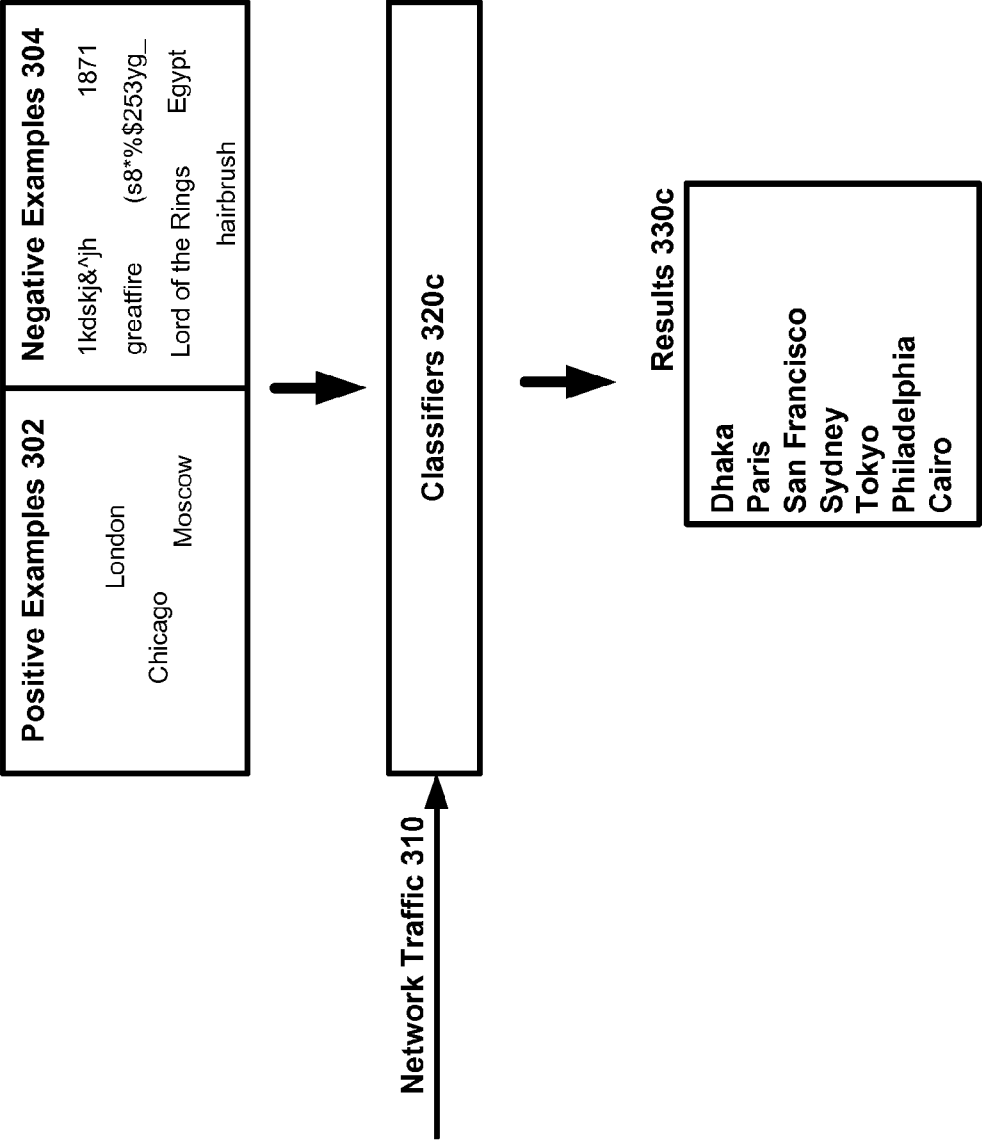 Positive Examples 302
London
Chicago
Moscow
Negative Examples 304
1kdskj&^jh 1871
greatfire (s8*%$253yg_
Lord of the Rings Egypt
hairbrush
Network Traffic 310
Classifiers 320c
Results 330c
Dhaka
Paris
San Francisco
Sydney
Tokyo
Philadelphia
Cairo